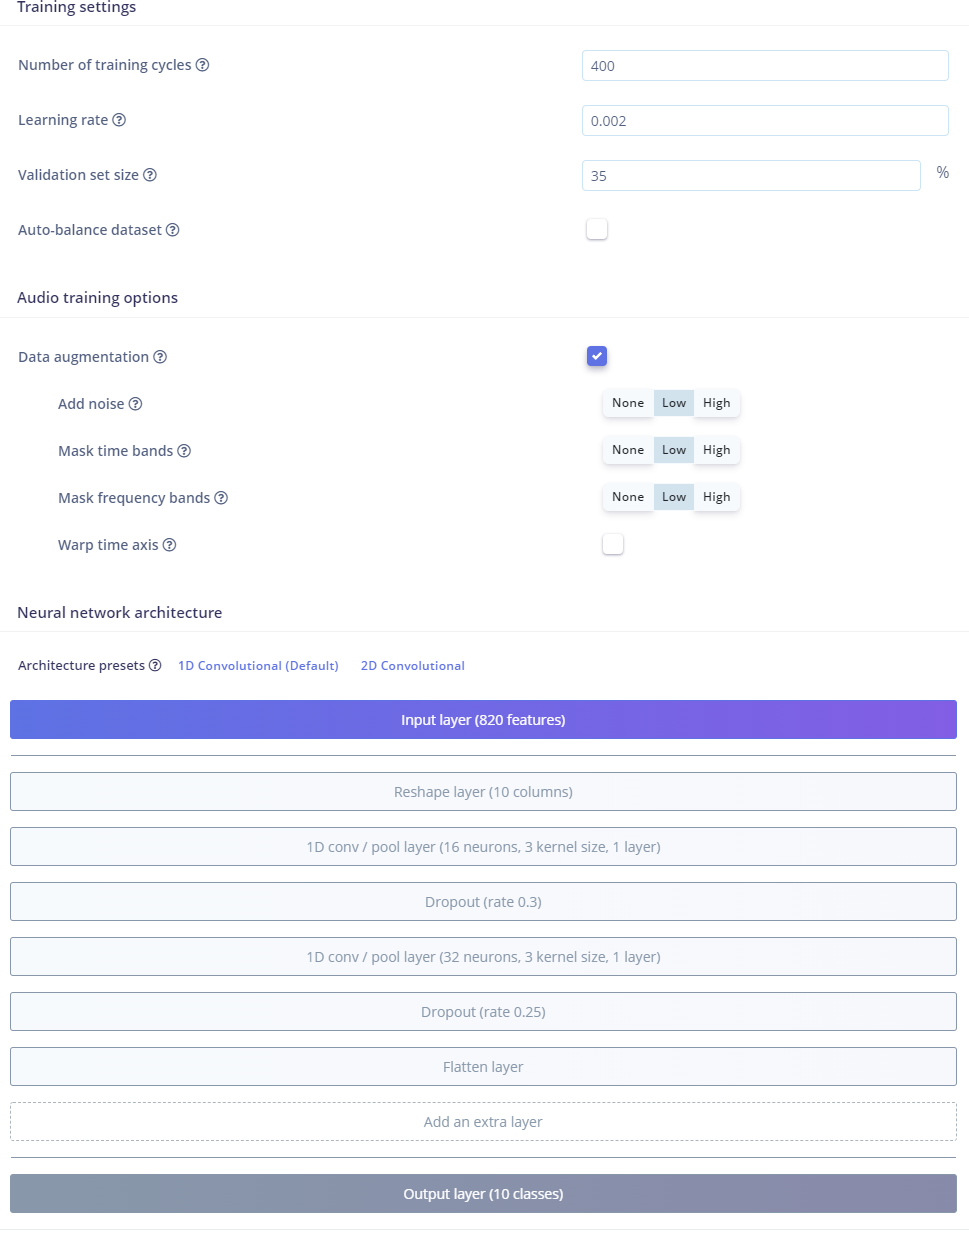 Training settings
Number of training cycles
400
Learning rate
0.002
Validation set size
35
%
Auto-balance dataset
Audio training options
Data augmentation
Add noise
None Low High
Mask time bands
None Low High
Mask frequency bands
None Low High
Warp time axis
Neural network architecture
Architecture presets 1D Convolutional (Default) 2D Convolutional
Input layer (820 features)
Reshape layer (10 columns)
1D conv / pool layer (16 neurons, 3 kernel size, 1 layer)
Dropout (rate 0.3)
1D conv / pool layer (32 neurons, 3 kernel size, 1 layer)
Dropout (rate 0.25)
Flatten layer
Add an extra layer
Output layer (10 classes)